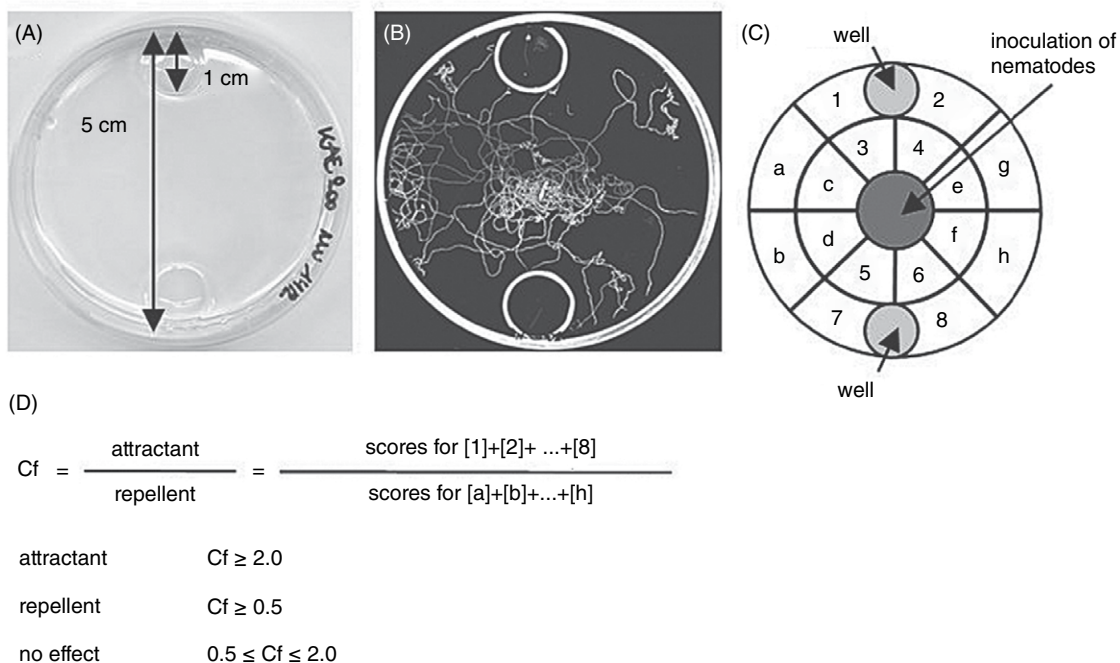 (A)
1 cm
5 cm
(B)
(C)
well
inoculation of
nematodes
1
2
3
4
a
c
e
g
b
d
f
h
5
6
7
8
well
(D)
Cf = attractant / repellent = scores for [1]+[2]+ ...+[8] / scores for [a]+[b]+...+[h]
attractant Cf ≥ 2.0
repellent Cf ≥ 0.5
no effect 0.5 ≤ Cf ≤ 2.0